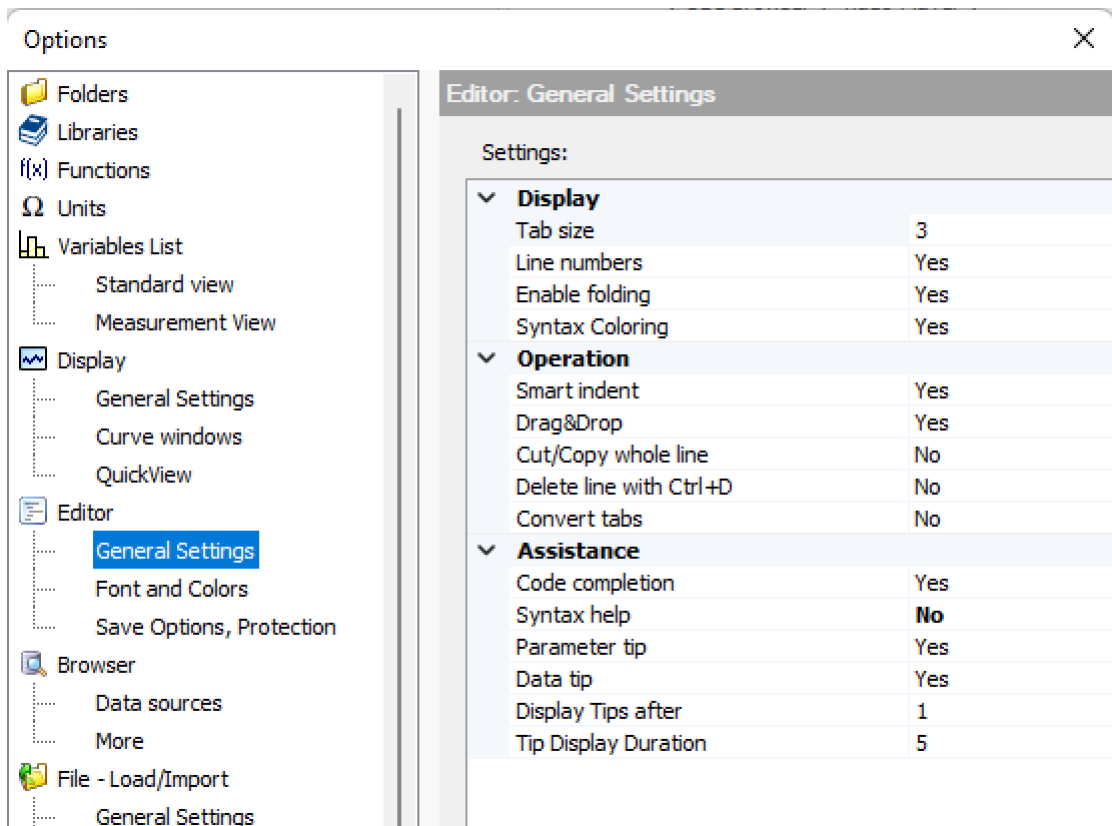 Options
Folders
Libraries
f(x) Functions
Ω Units
Variables List
Standard view
Measurement View
Display
General Settings
Curve windows
QuickView
Editor
General Settings
Font and Colors
Save Options, Protection
Browser
Data sources
More
File - Load/Import
General Settings
Editor: General Settings
Settings:
Display
Tab size 3
Line numbers Yes
Enable folding Yes
Syntax Coloring Yes
Operation
Smart indent Yes
Drag&Drop Yes
Cut/Copy whole line No
Delete line with Ctrl+D No
Convert tabs No
Assistance
Code completion Yes
Syntax help No
Parameter tip Yes
Data tip Yes
Display Tips after 1
Tip Display Duration 5